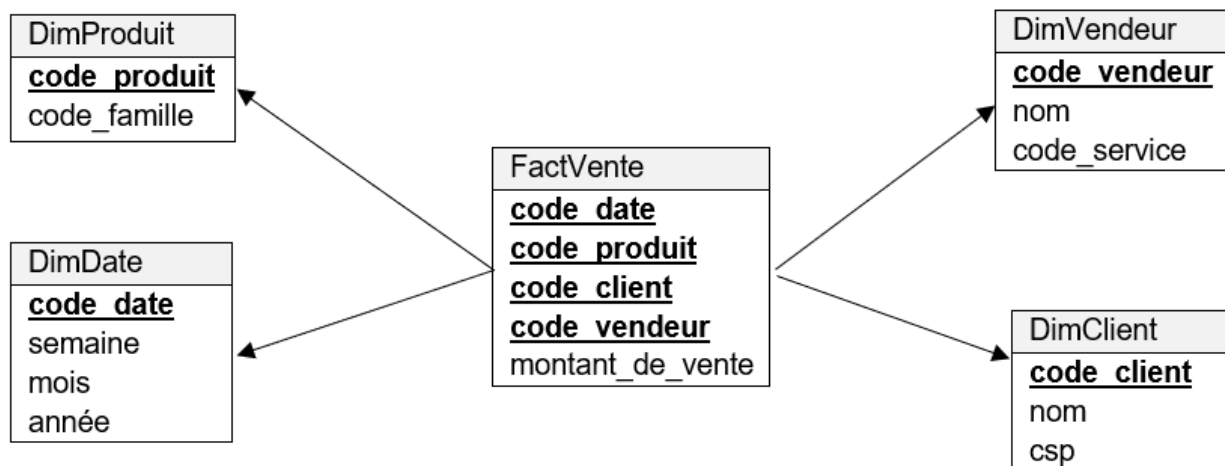 DimProduit
code_produit
code_famille
DimDate
code_date
semaine
mois
année
FactVente
code_date
code_produit
code_client
code_vendeur
montant_de_vente
DimVendeur
code_vendeur
nom
code_service
DimClient
code_client
nom
csp